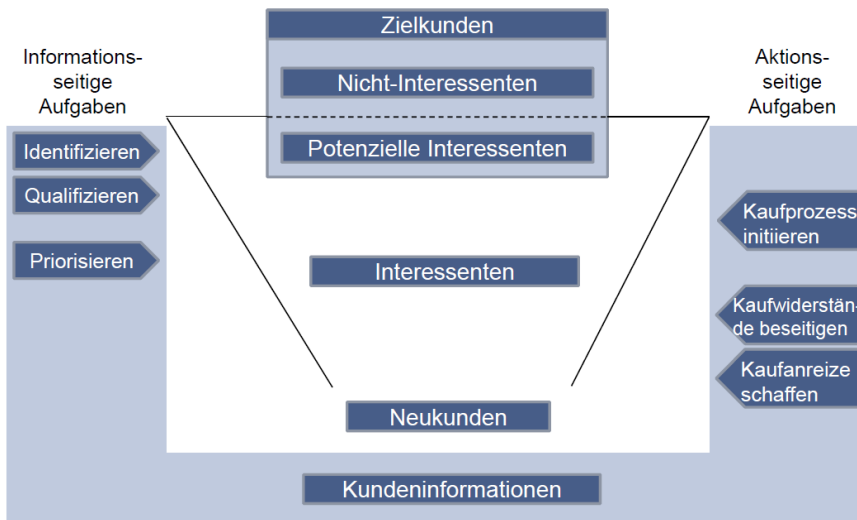 Zielkunden
Informations-
seitige
Aufgaben
Aktions-
seitige
Aufgaben
Nicht-Interessenten
Potenzielle Interessenten
Identifizieren
Qualifizieren
Priorisieren
Interessenten
Kaufprozess
initiieren
Kaufwiderstän-
de beseitigen
Kaufanreize
schaffen
Neukunden
Kundeninformationen